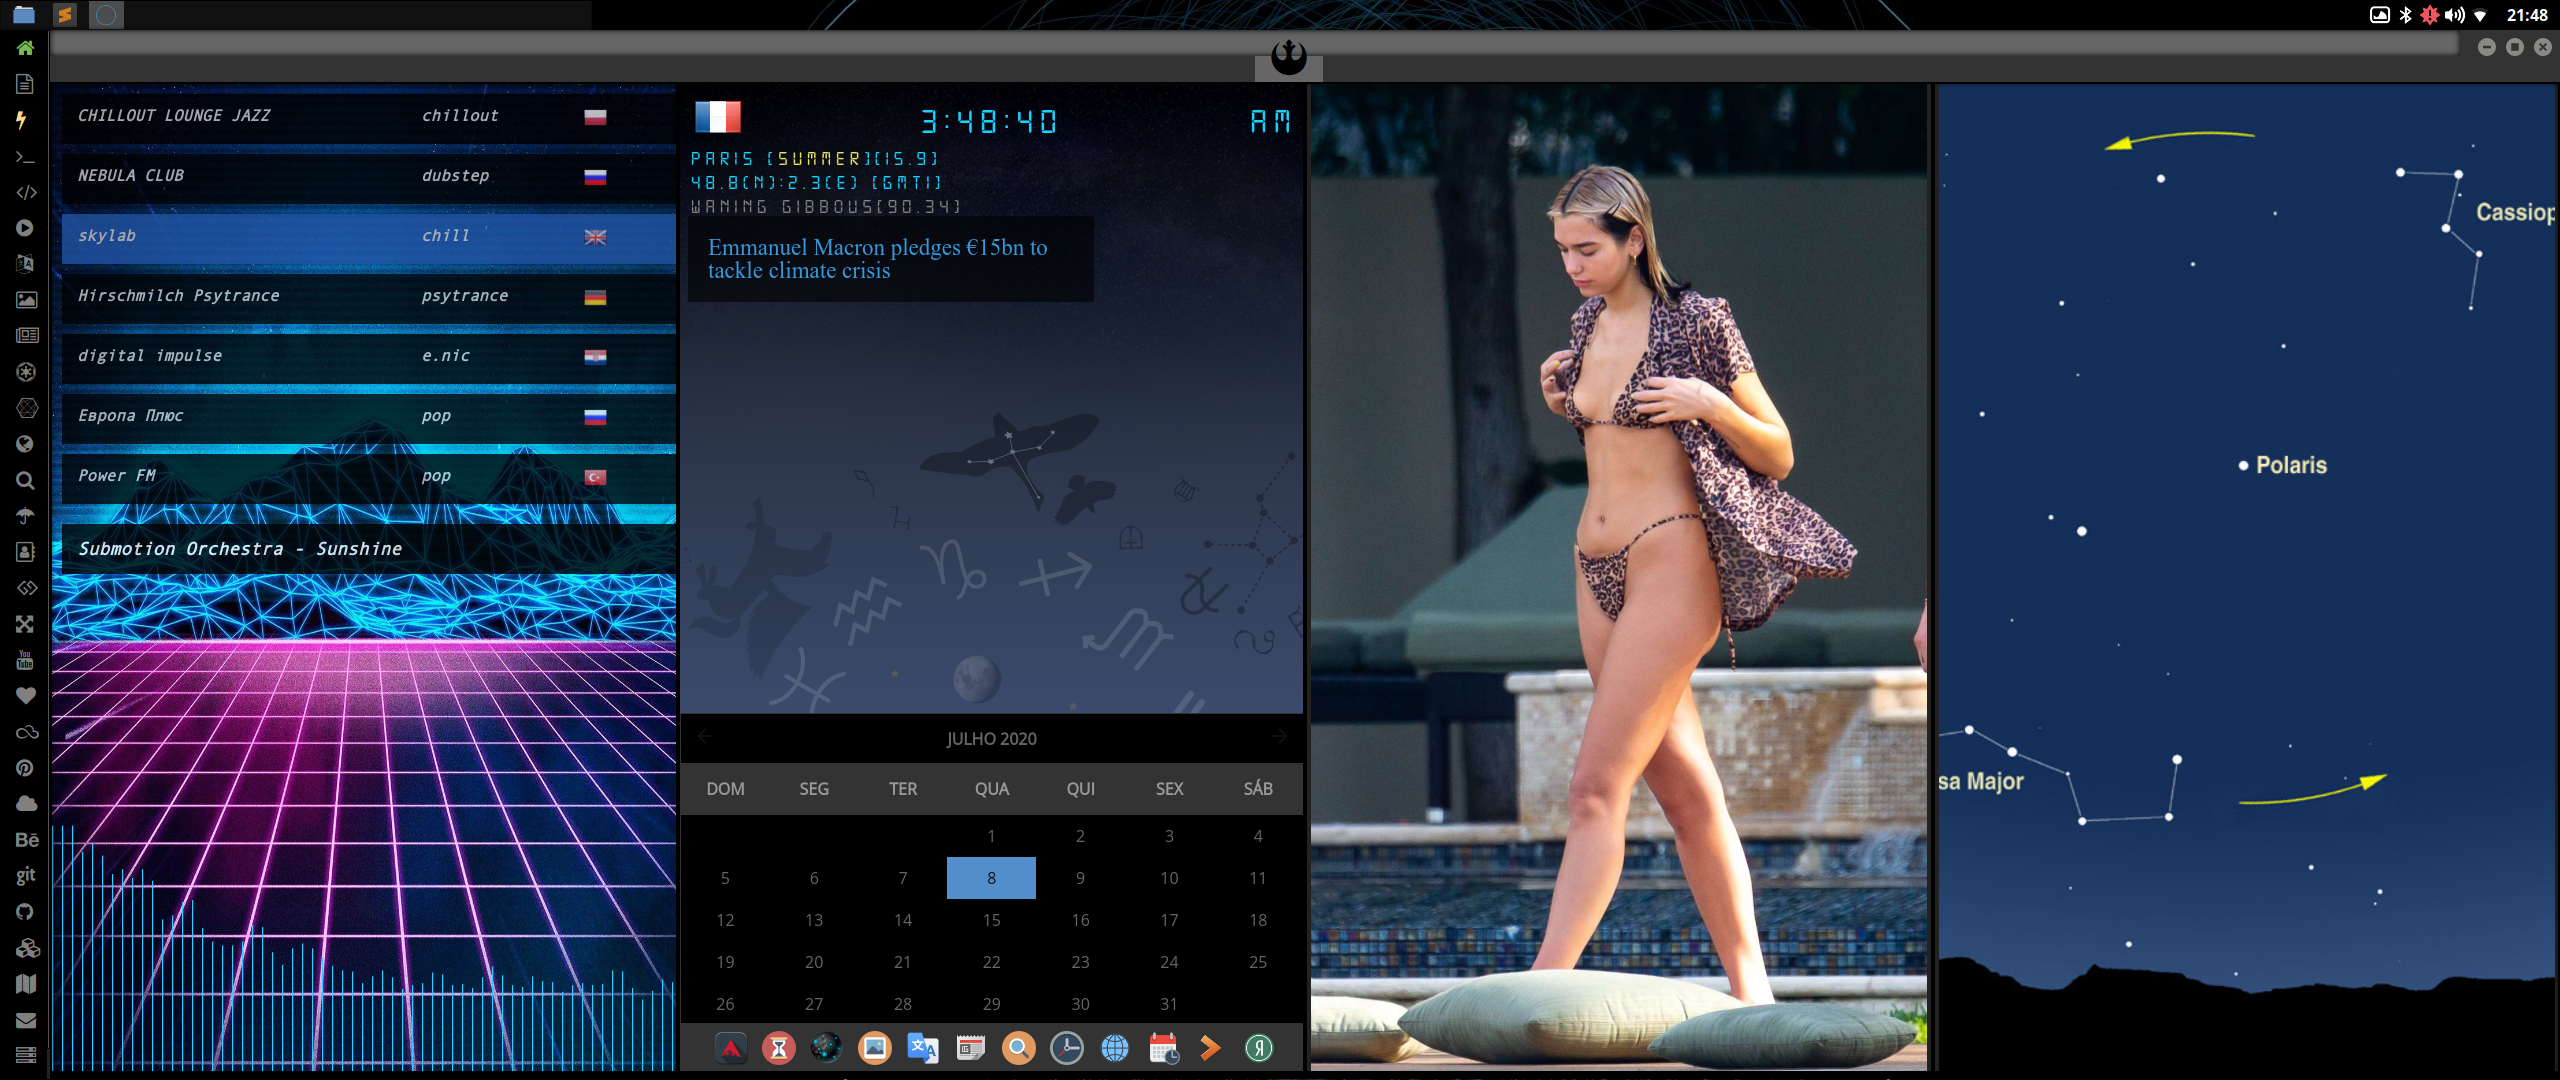 21:48
CHILLOUT LOUNGE JAZZ chillout
NEBULA CLUB dubstep
skylab chill
Hirschmilch Psytrance psytrance
digital impulse e.nic
Европа Плюс pop
Power FM pop
Submotion Orchestra - Sunshine
3:48:40 AM
PARIS [SUMMER][15.9]
48.8(N):2.3(E) [GMT1]
WANING GIBBOUS[90.34]
Emmanuel Macron pledges €15bn to
tackle climate crisis
JULHO 2020
DOM SEG TER QUA QUI SEX SÁB
1 2 3 4
5 6 7 8 9 10 11
12 13 14 15 16 17 18
19 20 21 22 23 24 25
26 27 28 29 30 31
Cassiop
Polaris
sa Major
You
Tube
Bē
git